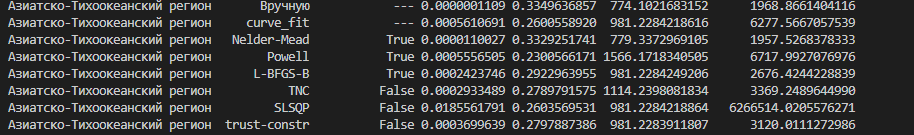 Азиатско-Тихоокеанский регион Вручную --- 0.0000001109 0.3349636857 774.1021683152 1968.8661404116
Азиатско-Тихоокеанский регион curve_fit --- 0.0005610691 0.2600558920 981.2284218616 6277.5667057539
Азиатско-Тихоокеанский регион Nelder-Mead True 0.0000110027 0.3329251741 779.3372969105 1957.5268378333
Азиатско-Тихоокеанский регион Powell True 0.0005556505 0.2300566171 1566.1718340505 6717.9927076976
Азиатско-Тихоокеанский регион L-BFGS-B True 0.0002423746 0.2922963955 981.2284249206 2676.4244228839
Азиатско-Тихоокеанский регион TNC False 0.0002933489 0.2789791575 1114.2398081834 3369.2489644990
Азиатско-Тихоокеанский регион SLSQP False 0.0185561791 0.2603569531 981.2284218864 6266514.0205576271
Азиатско-Тихоокеанский регион trust-constr False 0.0003699639 0.2797887386 981.2283911807 3120.0111272986